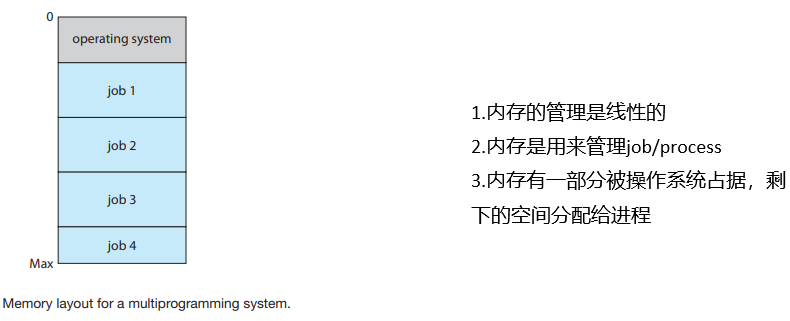 0
operating system
job 1
job 2
job 3
job 4
Max
Memory layout for a multiprogramming system.
1.内存的管理是线性的
2.内存是用来管理job/process
3.内存有一部分被操作系统占据，剩
下的空间分配给进程